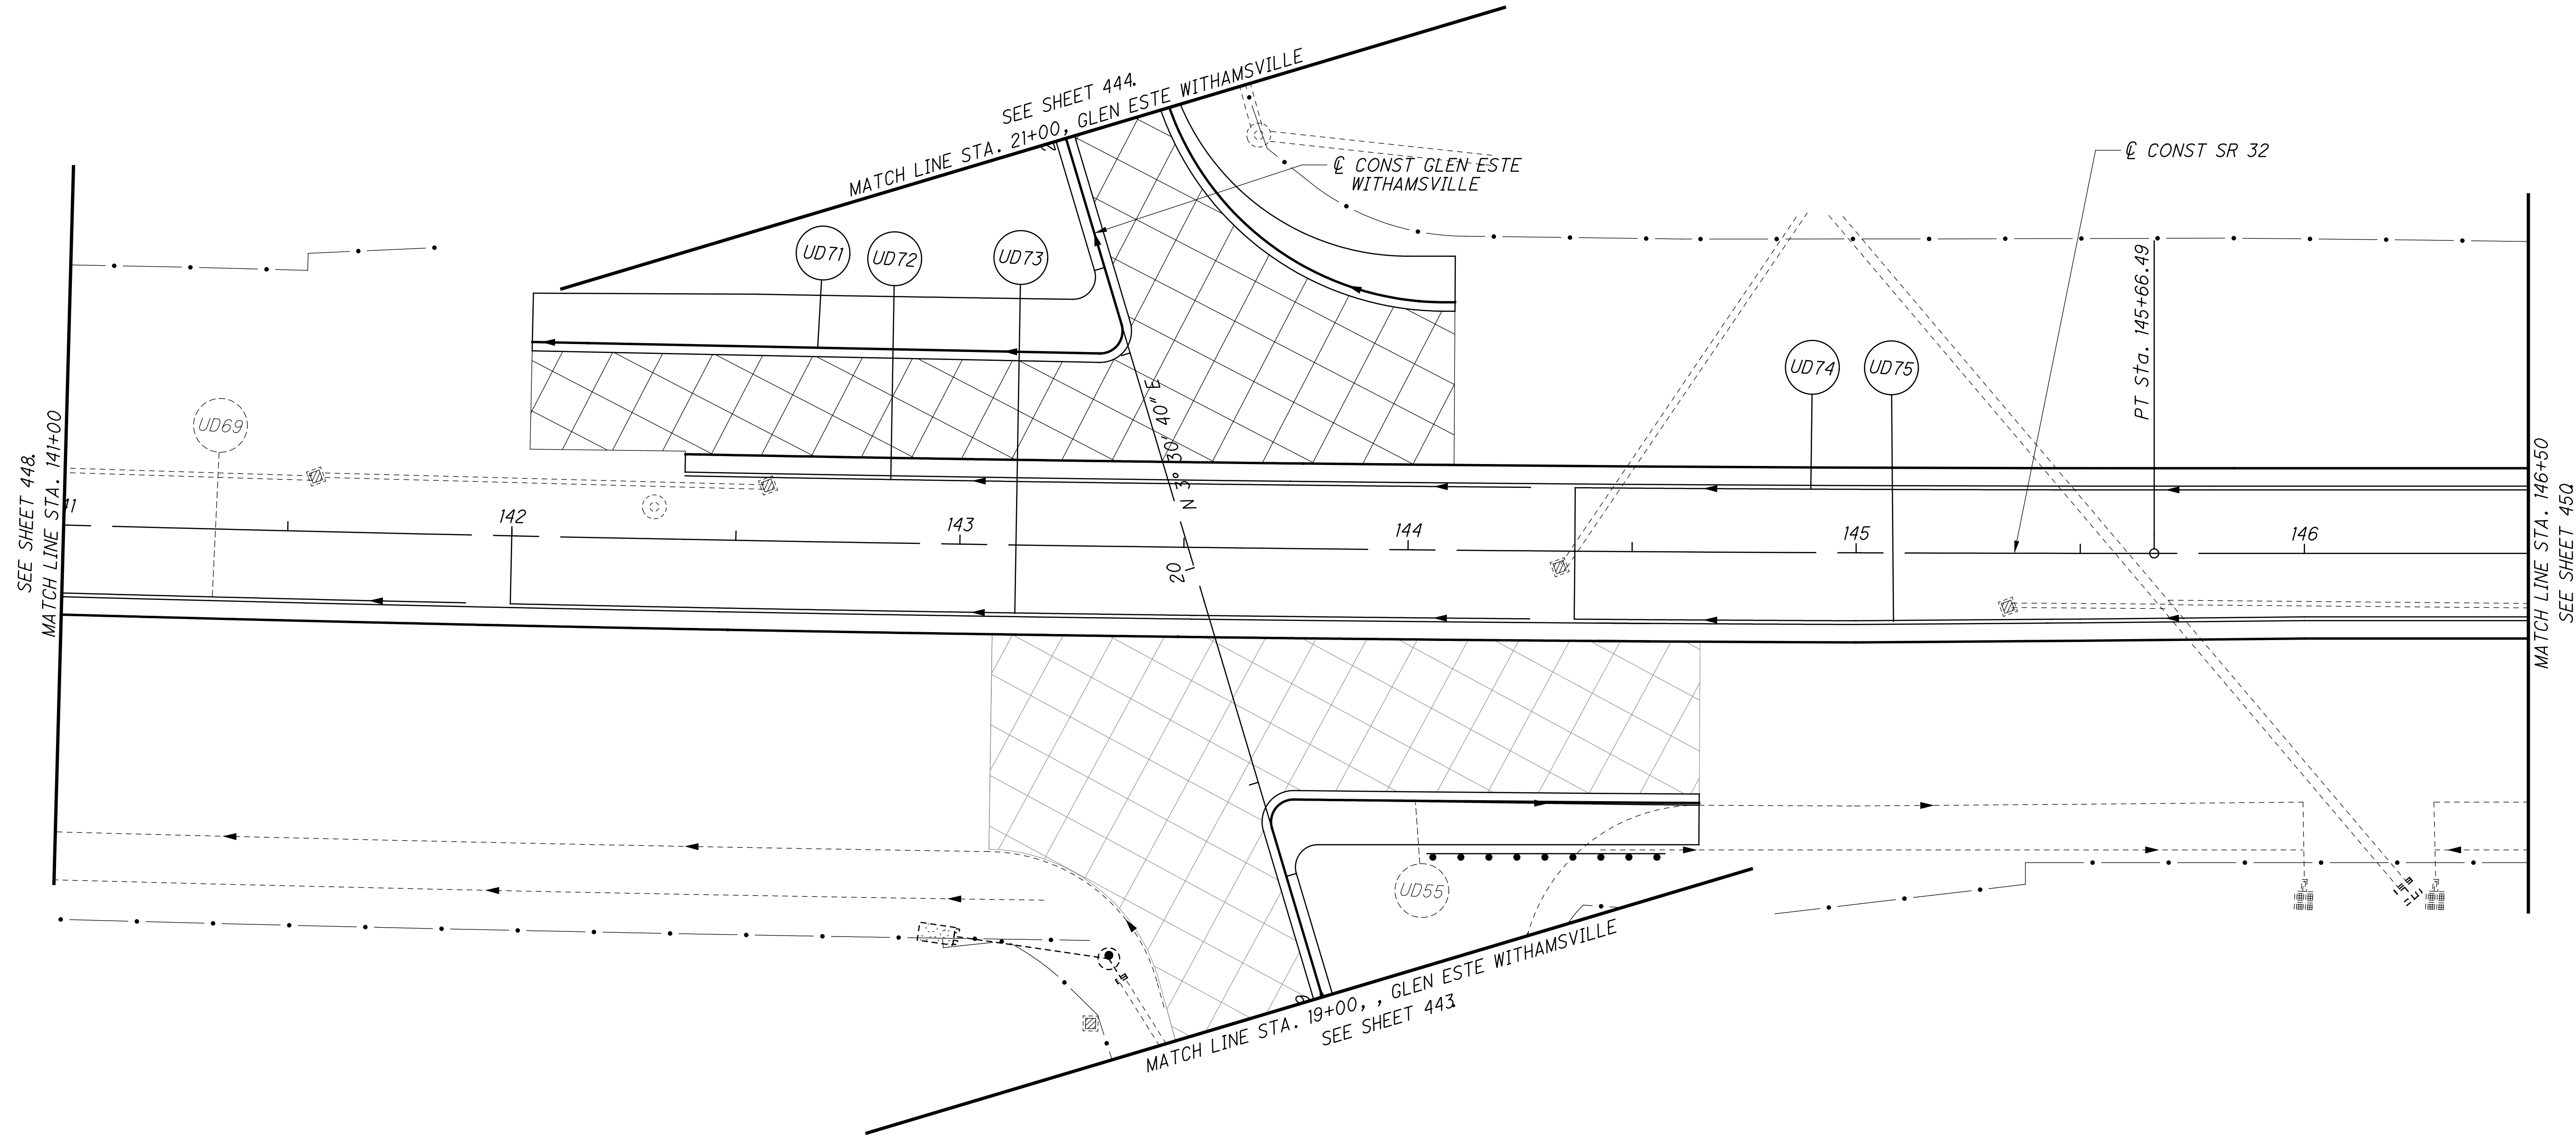 SEE SHEET 444.
MATCH LINE STA. 21+00, GLEN ESTE WITHAMSVILLE
℄ CONST GLEN ESTE
WITHAMSVILLE
℄ CONST SR 32
UD71
UD72
UD73
UD74
UD75
PT Sta. 145+66.49
UD69
N 3° 30' 40" E
SEE SHEET 448.
MATCH LINE STA. 141+00
142
143
144
145
146
20
MATCH LINE STA. 146+50
SEE SHEET 450
UD55
MATCH LINE STA. 19+00, , GLEN ESTE WITHAMSVILLE
SEE SHEET 443.